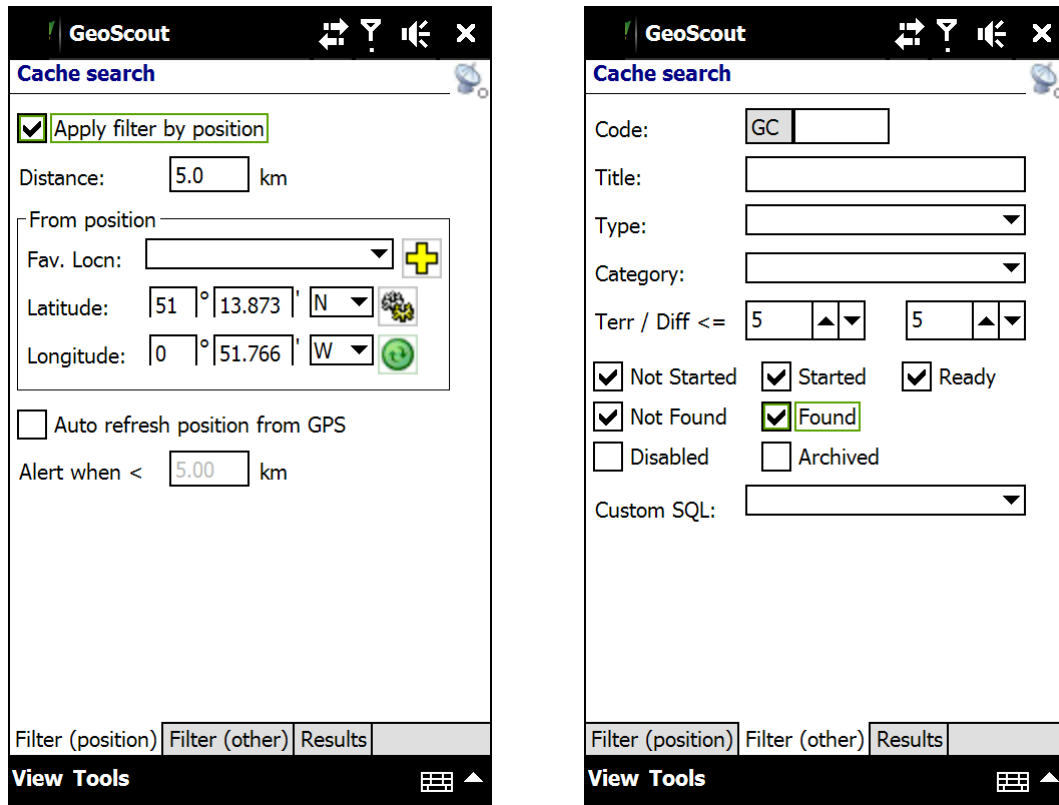 GeoScout
Cache search
Apply filter by position
Distance: 5.0 km
From position
Fav. Locn:
Latitude: 51 ° 13.873 ' N
Longitude: 0 ° 51.766 ' W
Auto refresh position from GPS
Alert when < 5.00 km
Filter (position) Filter (other) Results
View Tools
GeoScout
Cache search
Code: GC
Title:
Type:
Category:
Terr / Diff <= 5 5
Not Started Started Ready
Not Found Found
Disabled Archived
Custom SQL:
Filter (position) Filter (other) Results
View Tools